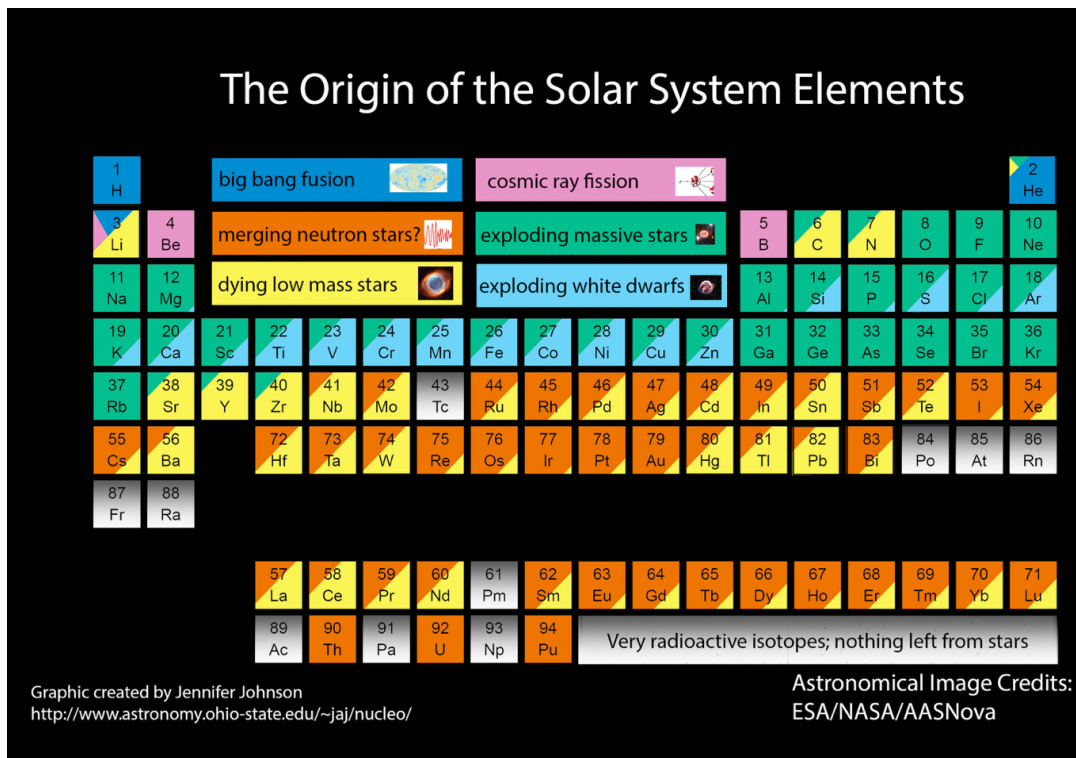 The Origin of the Solar System Elements
1 2
H big bang fusion cosmic ray fission He
3 4 merging neutron stars? exploding massive stars 5 6 7 8 9 10
Li Be B C N O F Ne
11 12 dying low mass stars exploding white dwarfs 13 14 15 16 17 18
Na Mg Al Si P S Cl Ar
19 20 21 22 23 24 25 26 27 28 29 30 31 32 33 34 35 36
K Ca Sc Ti V Cr Mn Fe Co Ni Cu Zn Ga Ge As Se Br Kr
37 38 39 40 41 42 43 44 45 46 47 48 49 50 51 52 53 54
Rb Sr Y Zr Nb Mo Tc Ru Rh Pd Ag Cd In Sn Sb Te I Xe
55 56 72 73 74 75 76 77 78 79 80 81 82 83 84 85 86
Cs Ba Hf Ta W Re Os Ir Pt Au Hg Tl Pb Bi Po At Rn
87 88
Fr Ra
57 58 59 60 61 62 63 64 65 66 67 68 69 70 71
La Ce Pr Nd Pm Sm Eu Gd Tb Dy Ho Er Tm Yb Lu
89 90 91 92 93 94 Very radioactive isotopes; nothing left from stars
Ac Th Pa U Np Pu
Graphic created by Jennifer Johnson
http://www.astronomy.ohio-state.edu/~jaj/nucleo/
Astronomical Image Credits:
ESA/NASA/AASNova